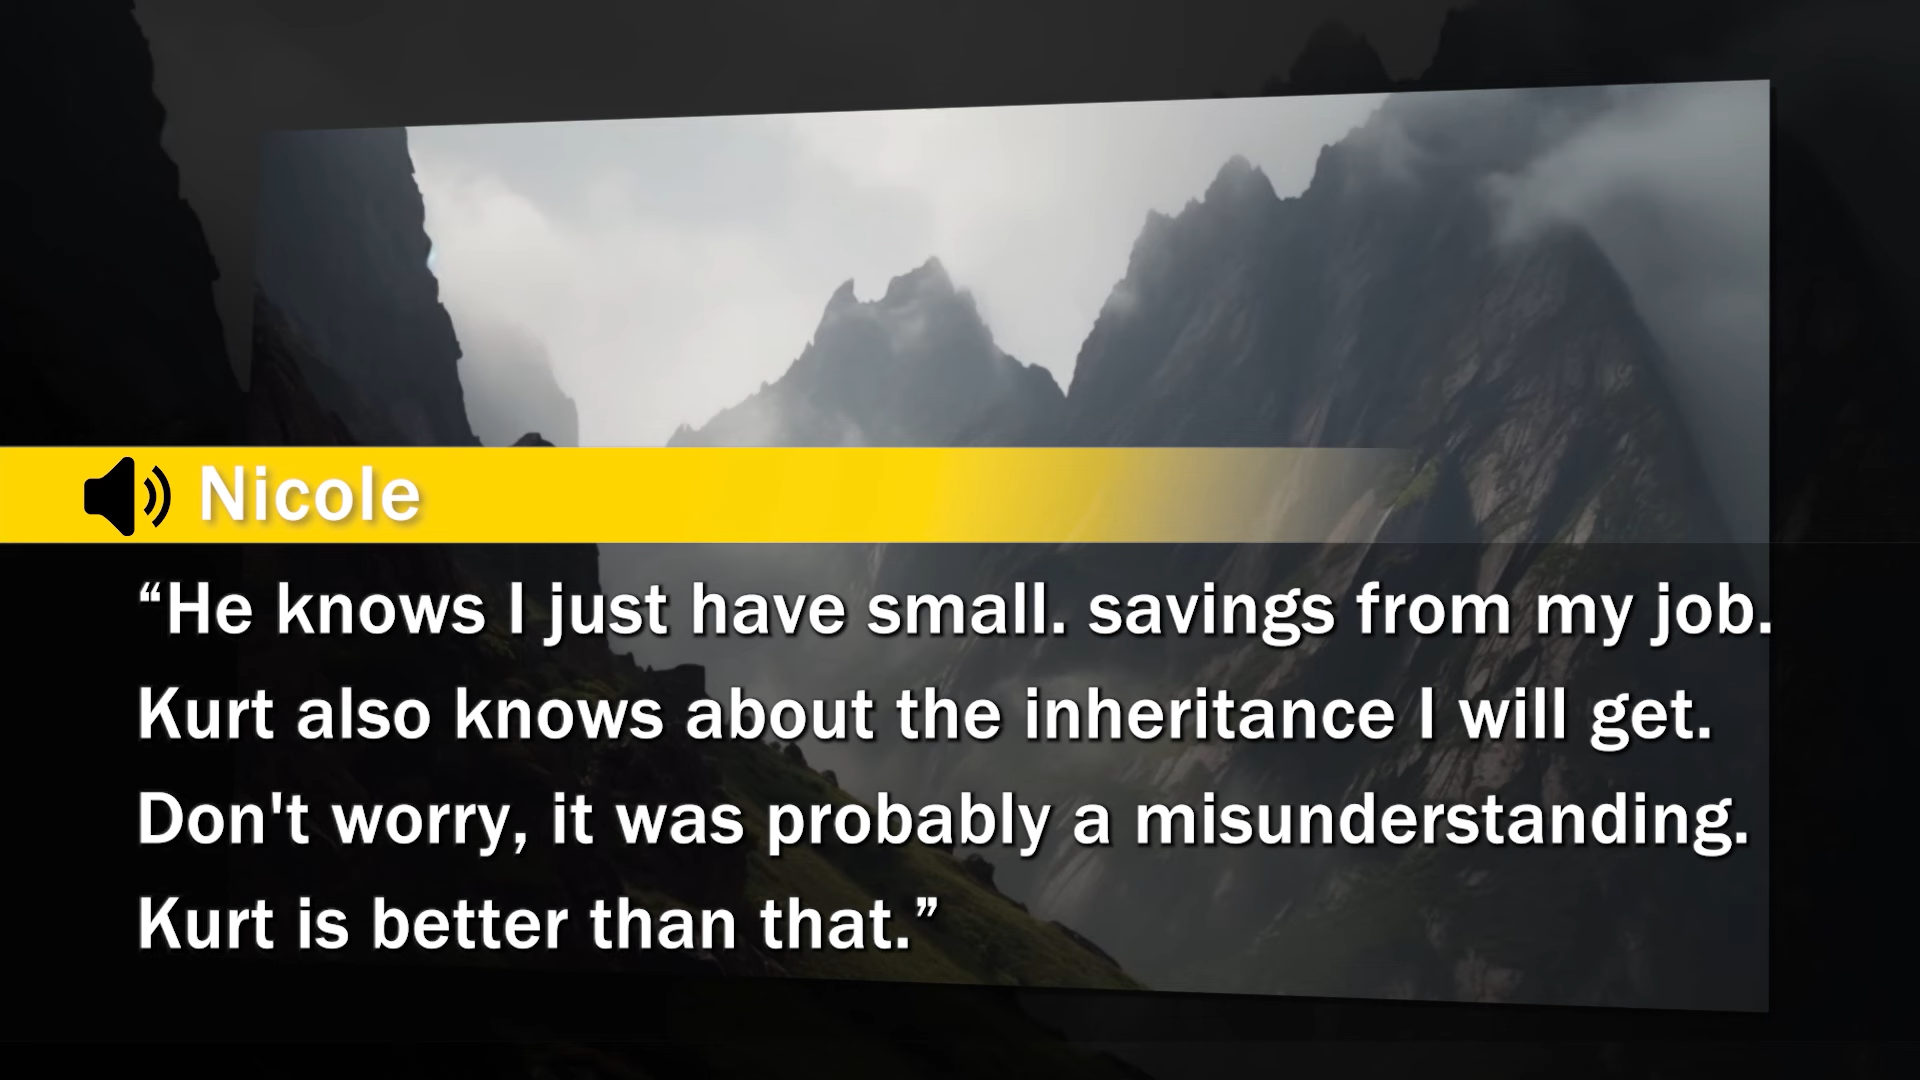 Nicole
“He knows I just have small. savings from my job.
Kurt also knows about the inheritance I will get.
Don't worry, it was probably a misunderstanding.
Kurt is better than that.”